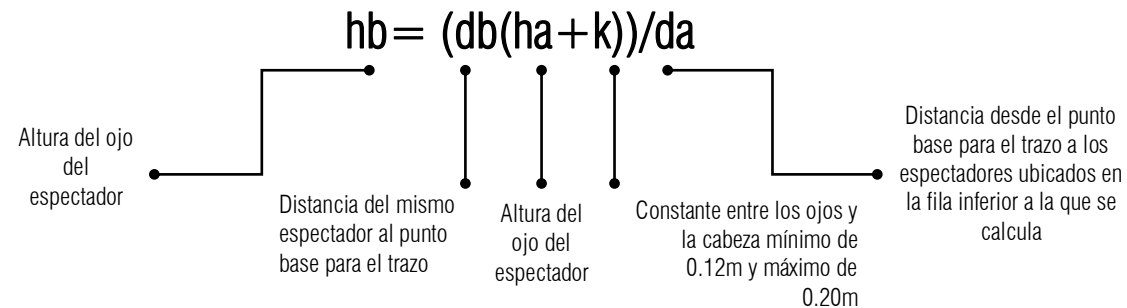 hb= (db(ha+k))/da
Altura del ojo
del
espectador
Distancia del mismo
espectador al punto
base para el trazo
Altura del
ojo del
espectador
Constante entre los ojos y
la cabeza mínimo de
0.12m y máximo de
0.20m
Distancia desde el punto
base para el trazo a los
espectadores ubicados en
la fila inferior a la que se
calcula